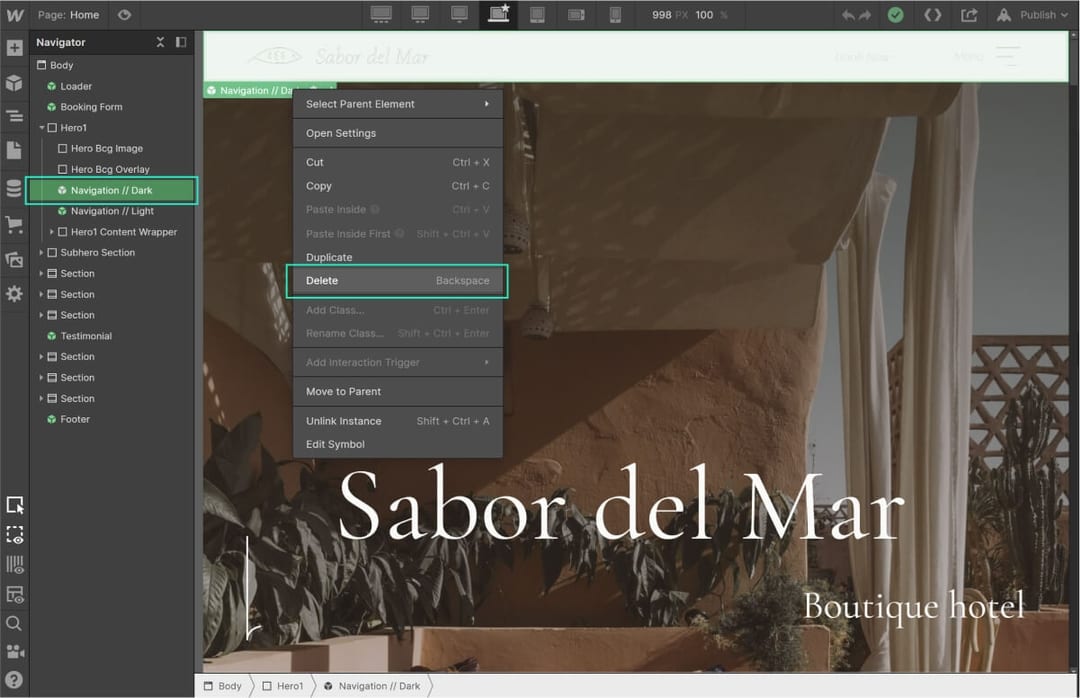 W Page: Home 998 PX 100 % Publish
Navigator
Body
Loader
Booking Form
Hero1
Hero Bcg Image
Hero Bcg Overlay
Navigation // Dark
Navigation // Light
Hero1 Content Wrapper
Subhero Section
Section
Section
Section
Testimonial
Section
Section
Section
Footer
Sabor del Mar Book Now Menu
Navigation // Da
Select Parent Element
Open Settings
Cut Ctrl + X
Copy Ctrl + C
Paste Inside Ctrl + V
Paste Inside First Shift + Ctrl + V
Duplicate
Delete Backspace
Add Class... Ctrl + Enter
Rename Class... Shift + Ctrl + Enter
Add Interaction Trigger
Move to Parent
Unlink Instance Shift + Ctrl + A
Edit Symbol
Sabor del Mar
Boutique hotel
Body Hero1 Navigation // Dark